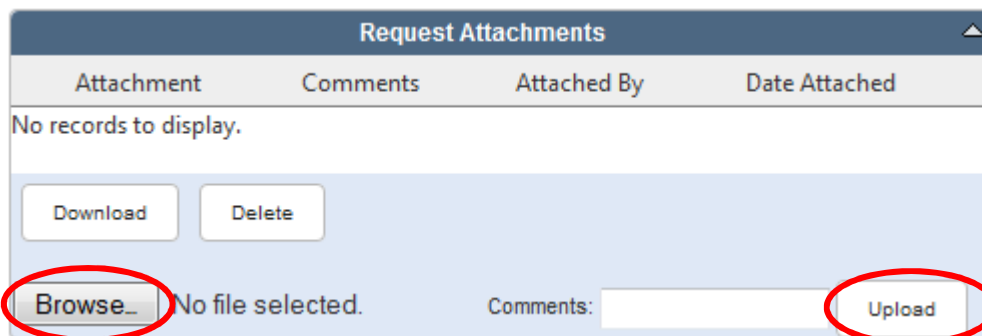 Request Attachments
Attachment Comments Attached By Date Attached
No records to display.
Download Delete
Browse... No file selected. Comments: Upload